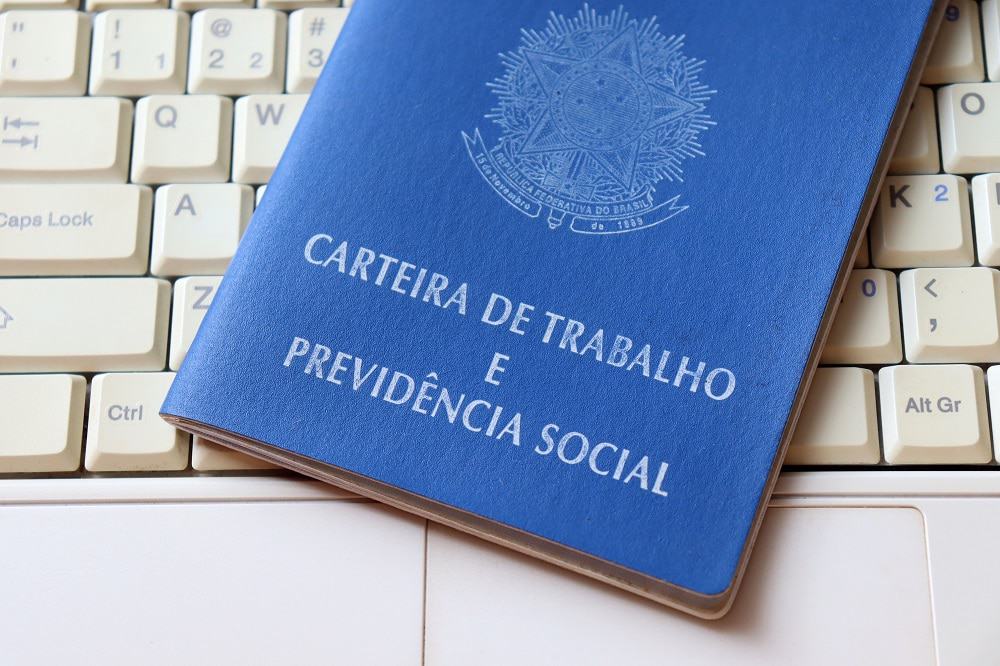 " ! @ #
' 1 1 2 2 3
9
Q W O
Caps Lock A K 2
Z 0 <
,
Ctrl Alt Gr
REPÚBLICA FEDERATIVA DO BRASIL
15 de Novembro de 1889
CARTEIRA DE TRABALHO
E
PREVIDÊNCIA SOCIAL